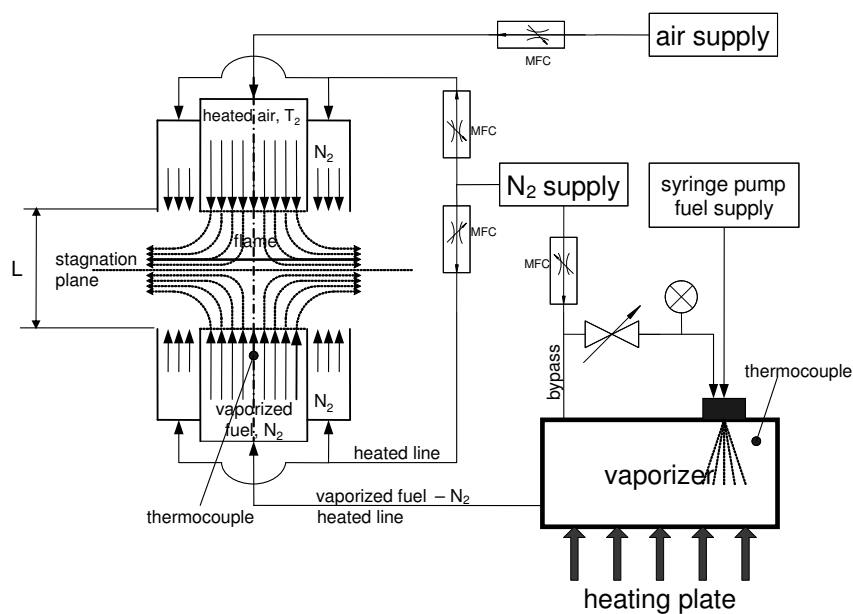 air supply
MFC
heated air, T2
N2
MFC
N2 supply
syringe pump
fuel supply
flame
MFC
stagnation
plane
L
MFC
bypass
thermocouple
N2
vaporized
fuel, N2
heated line
vaporizer
vaporized fuel – N2
heated line
thermocouple
heating plate